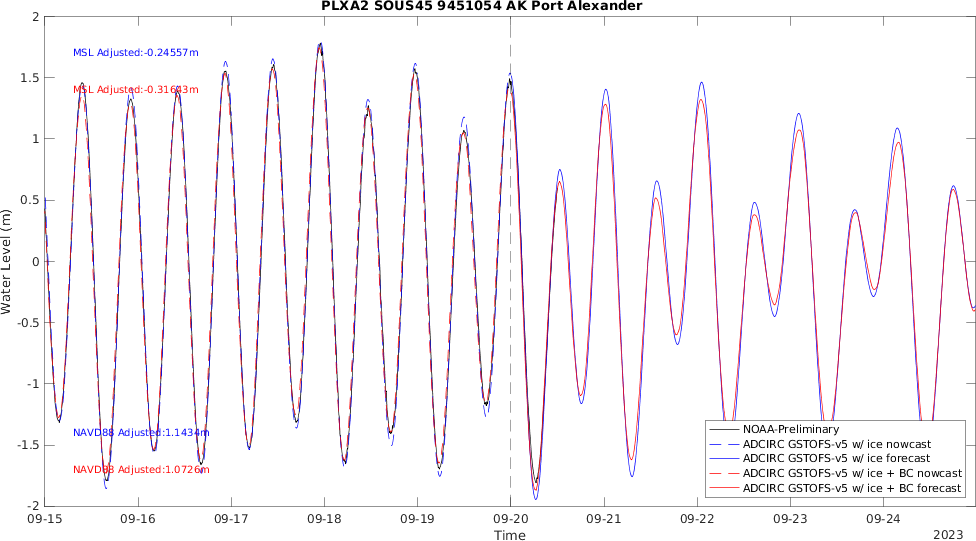 PLXA2 SOUS45 9451054 AK Port Alexander
2
1.5
1
0.5
0
-0.5
-1
-1.5
-2
Water Level (m)
MSL Adjusted:-0.24557m
MSL Adjusted:-0.31643m
NAVD88 Adjusted:1.1434m
NAVD88 Adjusted:1.0726m
NOAA-Preliminary
ADCIRC GSTOFS-v5 w/ ice nowcast
ADCIRC GSTOFS-v5 w/ ice forecast
ADCIRC GSTOFS-v5 w/ ice + BC nowcast
ADCIRC GSTOFS-v5 w/ ice + BC forecast
09-15 09-16 09-17 09-18 09-19 09-20 09-21 09-22 09-23 09-24
Time
2023